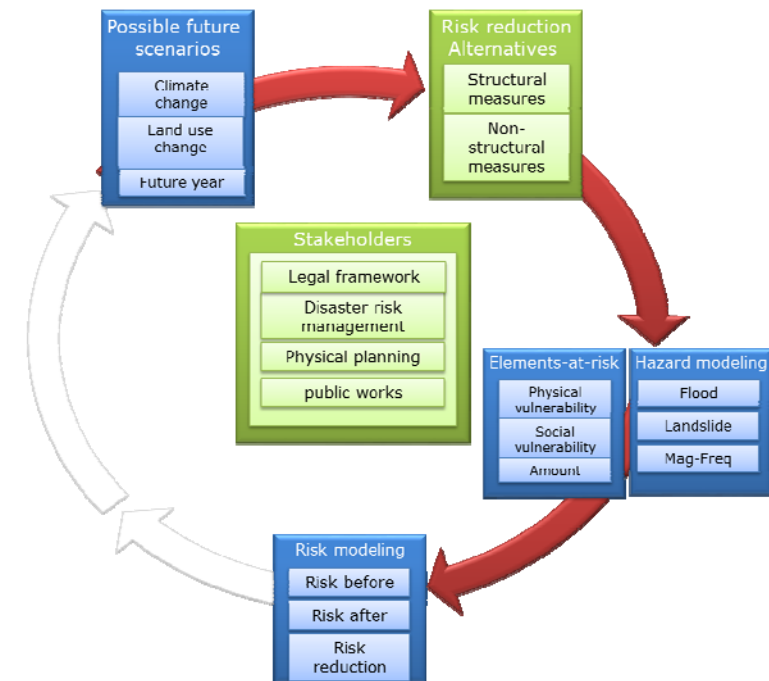 Possible future
scenarios
Climate
change
Land use
change
Future year
Risk reduction
Alternatives
Structural
measures
Non-
structural
measures
Stakeholders
Legal framework
Disaster risk
management
Physical planning
public works
Elements-at-risk
Physical
vulnerability
Social
vulnerability
Amount
Hazard modeling
Flood
Landslide
Mag-Freq
Risk modeling
Risk before
Risk after
Risk
reduction